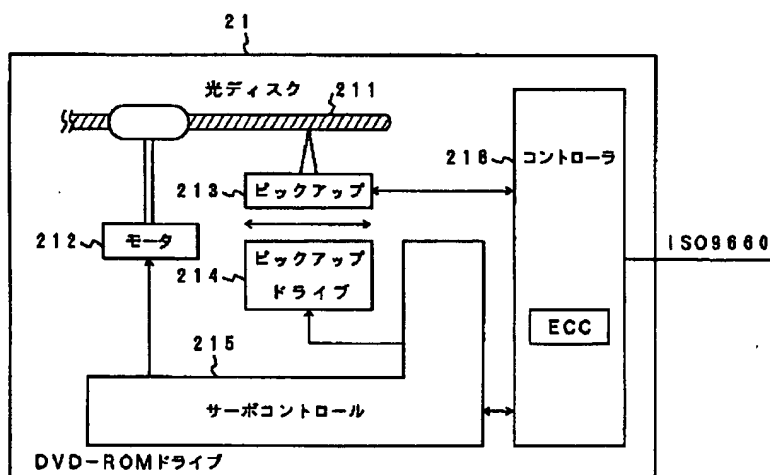 21
光ディスク 211
216 コントローラ
213 ピックアップ
212 モータ
ISO9660
214 ピックアップ
ドライブ
ECC
215
サーボコントロール
DVD-ROMドライブ